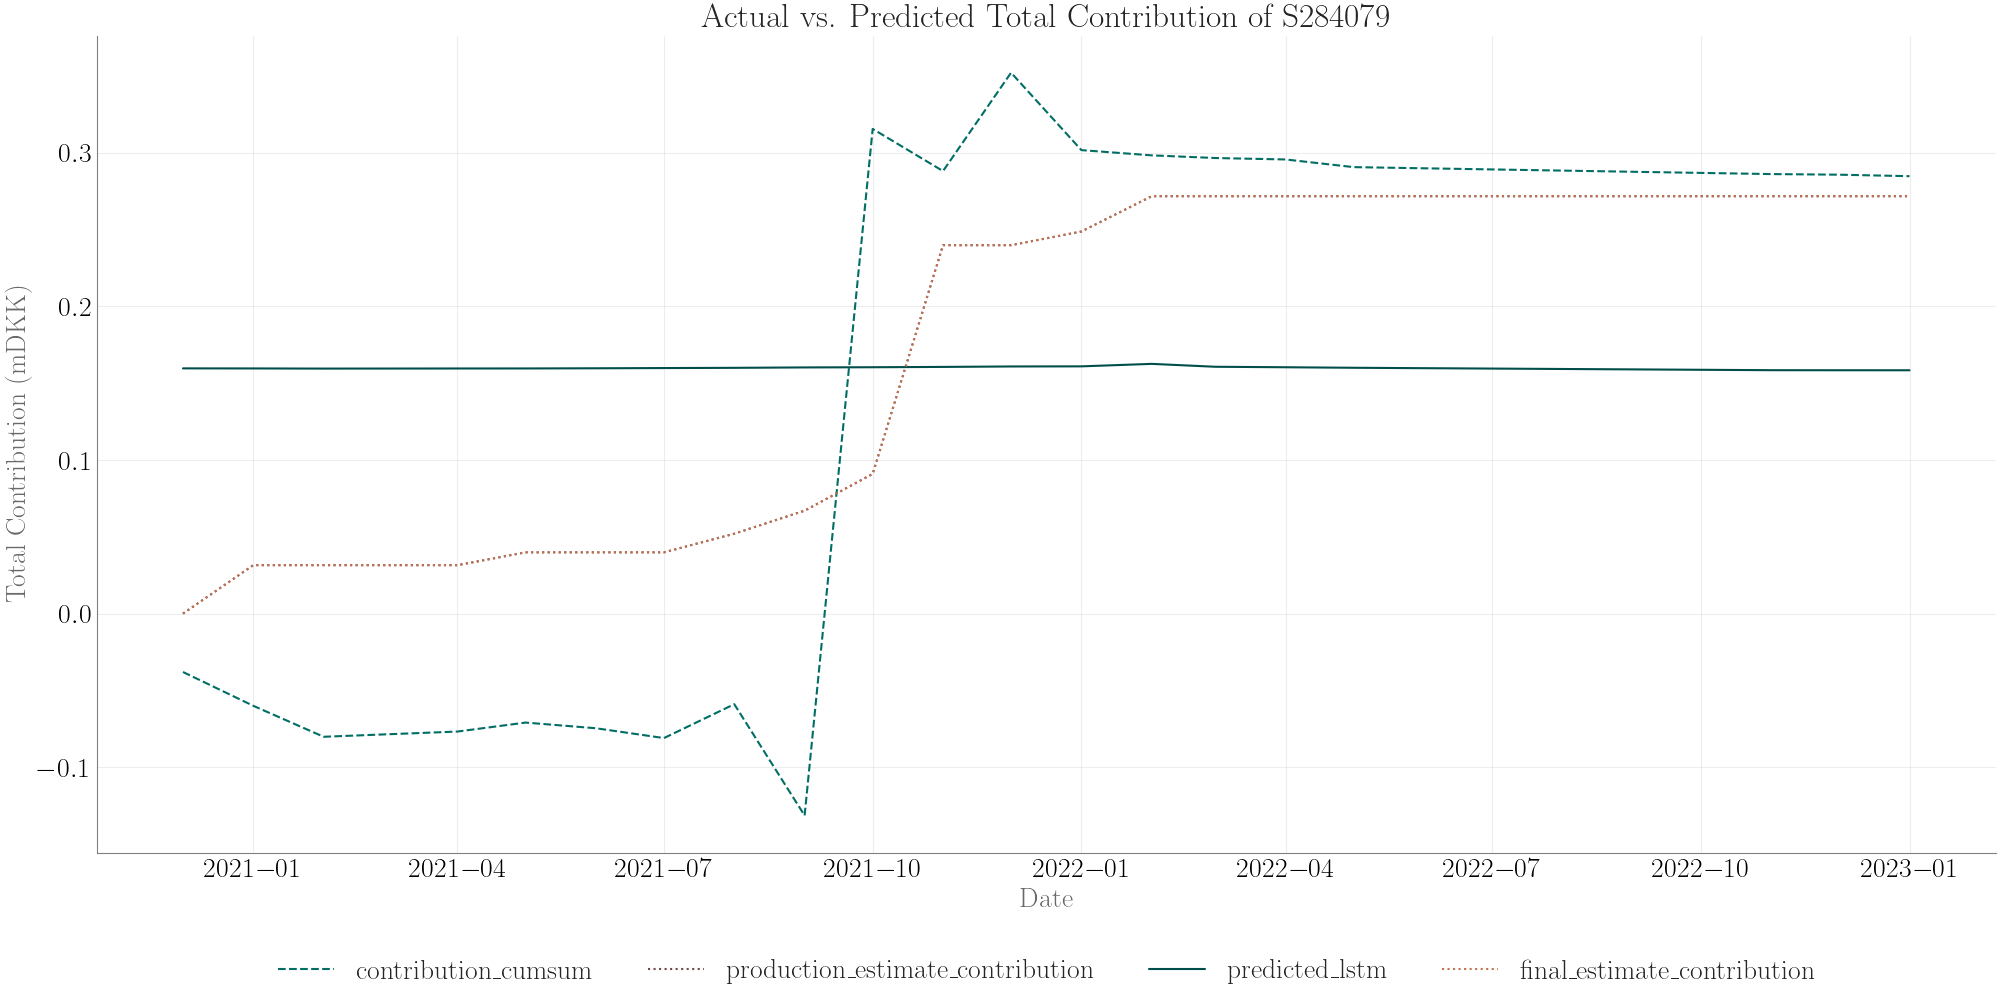 Actual vs. Predicted Total Contribution of S284079
Total Contribution (mDKK)
0.3
0.2
0.1
0.0
−0.1
2021−01 2021−04 2021−07 2021−10 2022−01 2022−04 2022−07 2022−10 2023−01
Date
contribution_cumsum production_estimate_contribution predicted_lstm final_estimate_contribution